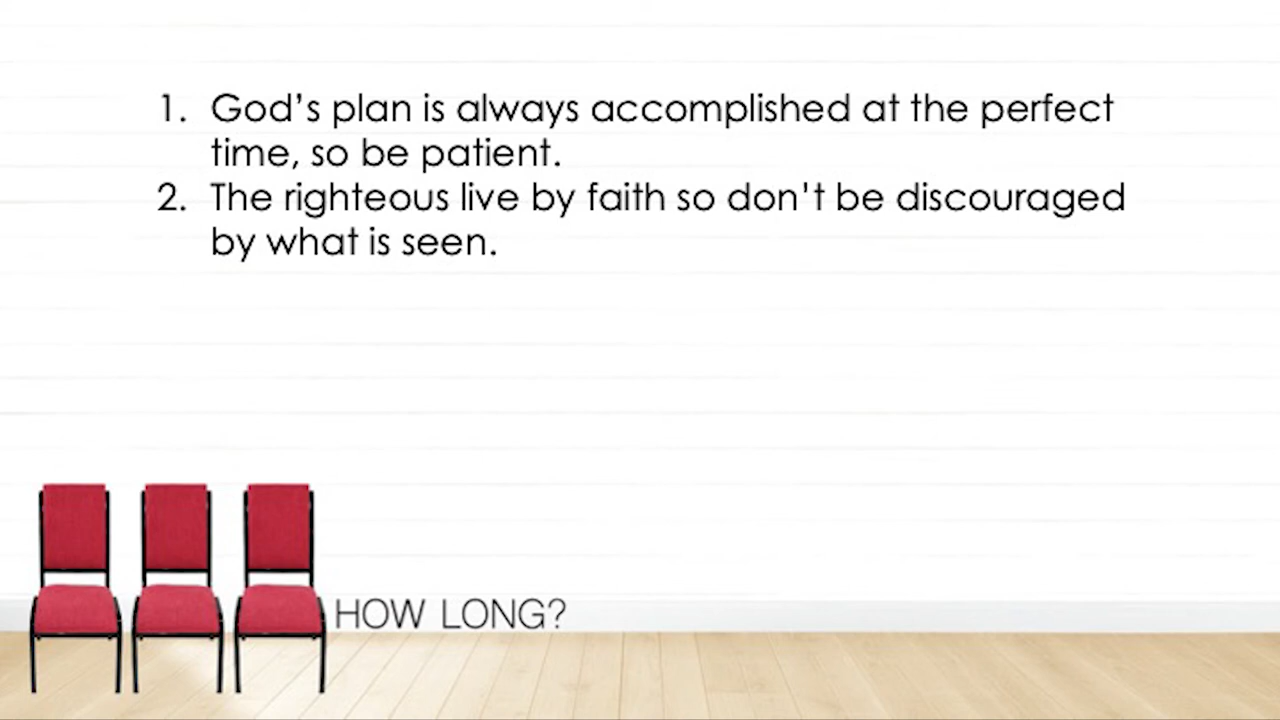 1. God's plan is always accomplished at the perfect
time, so be patient.
2. The righteous live by faith so don't be discouraged
by what is seen.
HOW LONG?